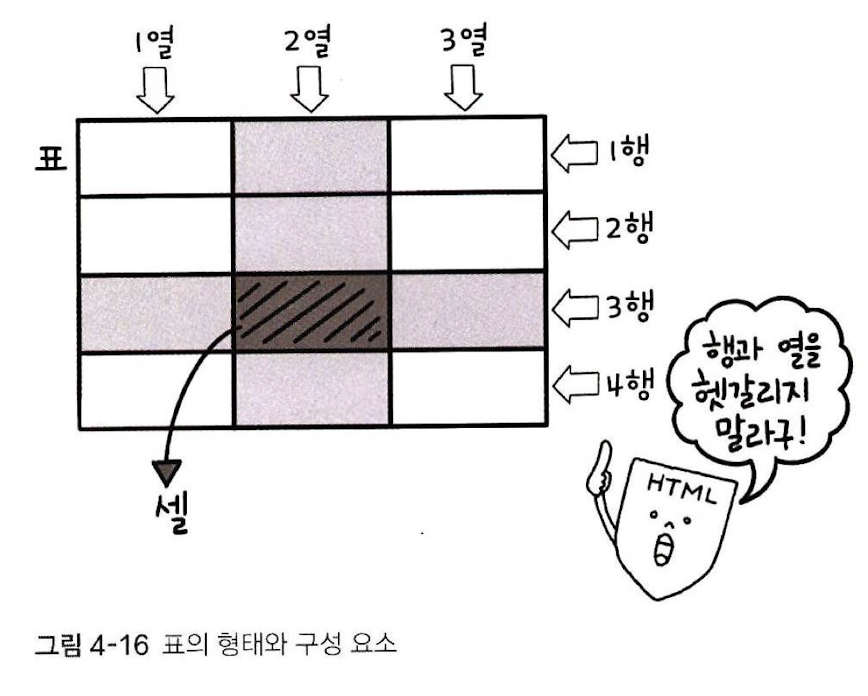 1열 2열 3열
표
1행
2행
3행
4행
행과 열을
헷갈리지
말라구!
HTML
셀
그림 4-16 표의 형태와 구성 요소